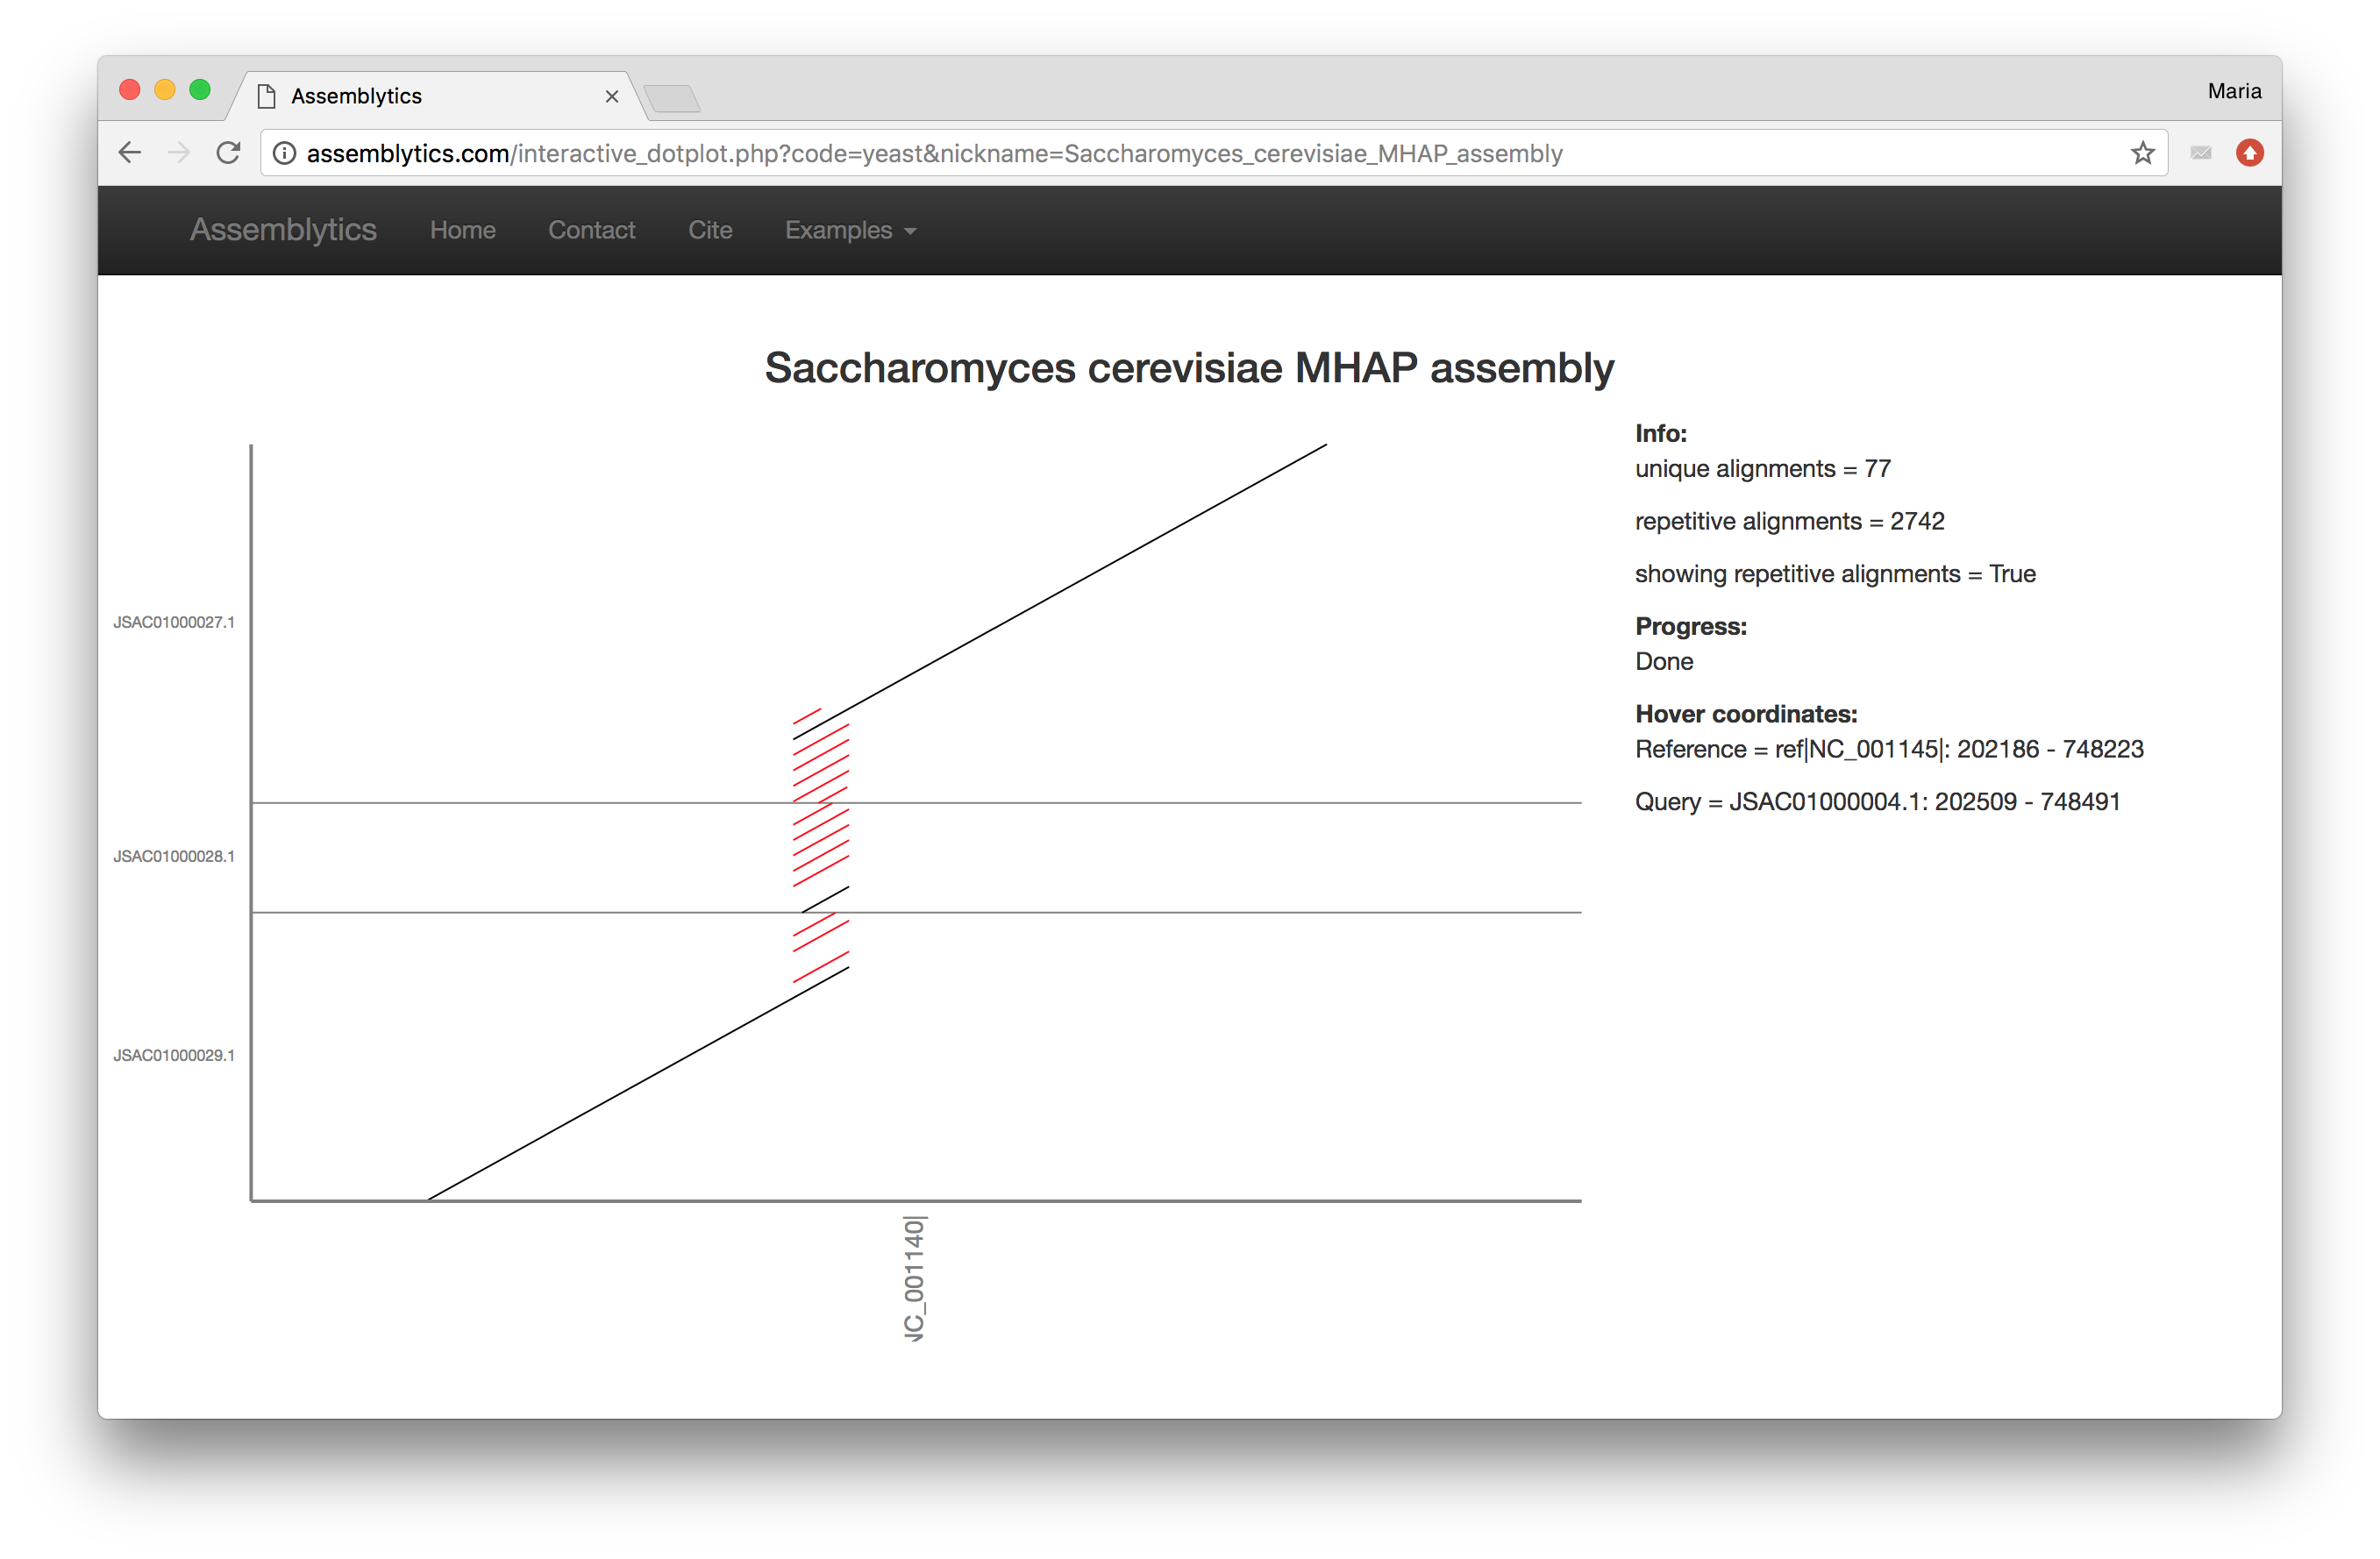 Assemblytics
Maria
assemblytics.com/interactive_dotplot.php?code=yeast&nickname=Saccharomyces_cerevisiae_MHAP_assembly
Assemblytics Home Contact Cite Examples
Saccharomyces cerevisiae MHAP assembly
JSAC01000027.1
JSAC01000028.1
JSAC01000029.1
NC_001140|
Info:
unique alignments = 77
repetitive alignments = 2742
showing repetitive alignments = True
Progress:
Done
Hover coordinates:
Reference = ref|NC_001145|: 202186 - 748223
Query = JSAC01000004.1: 202509 - 748491